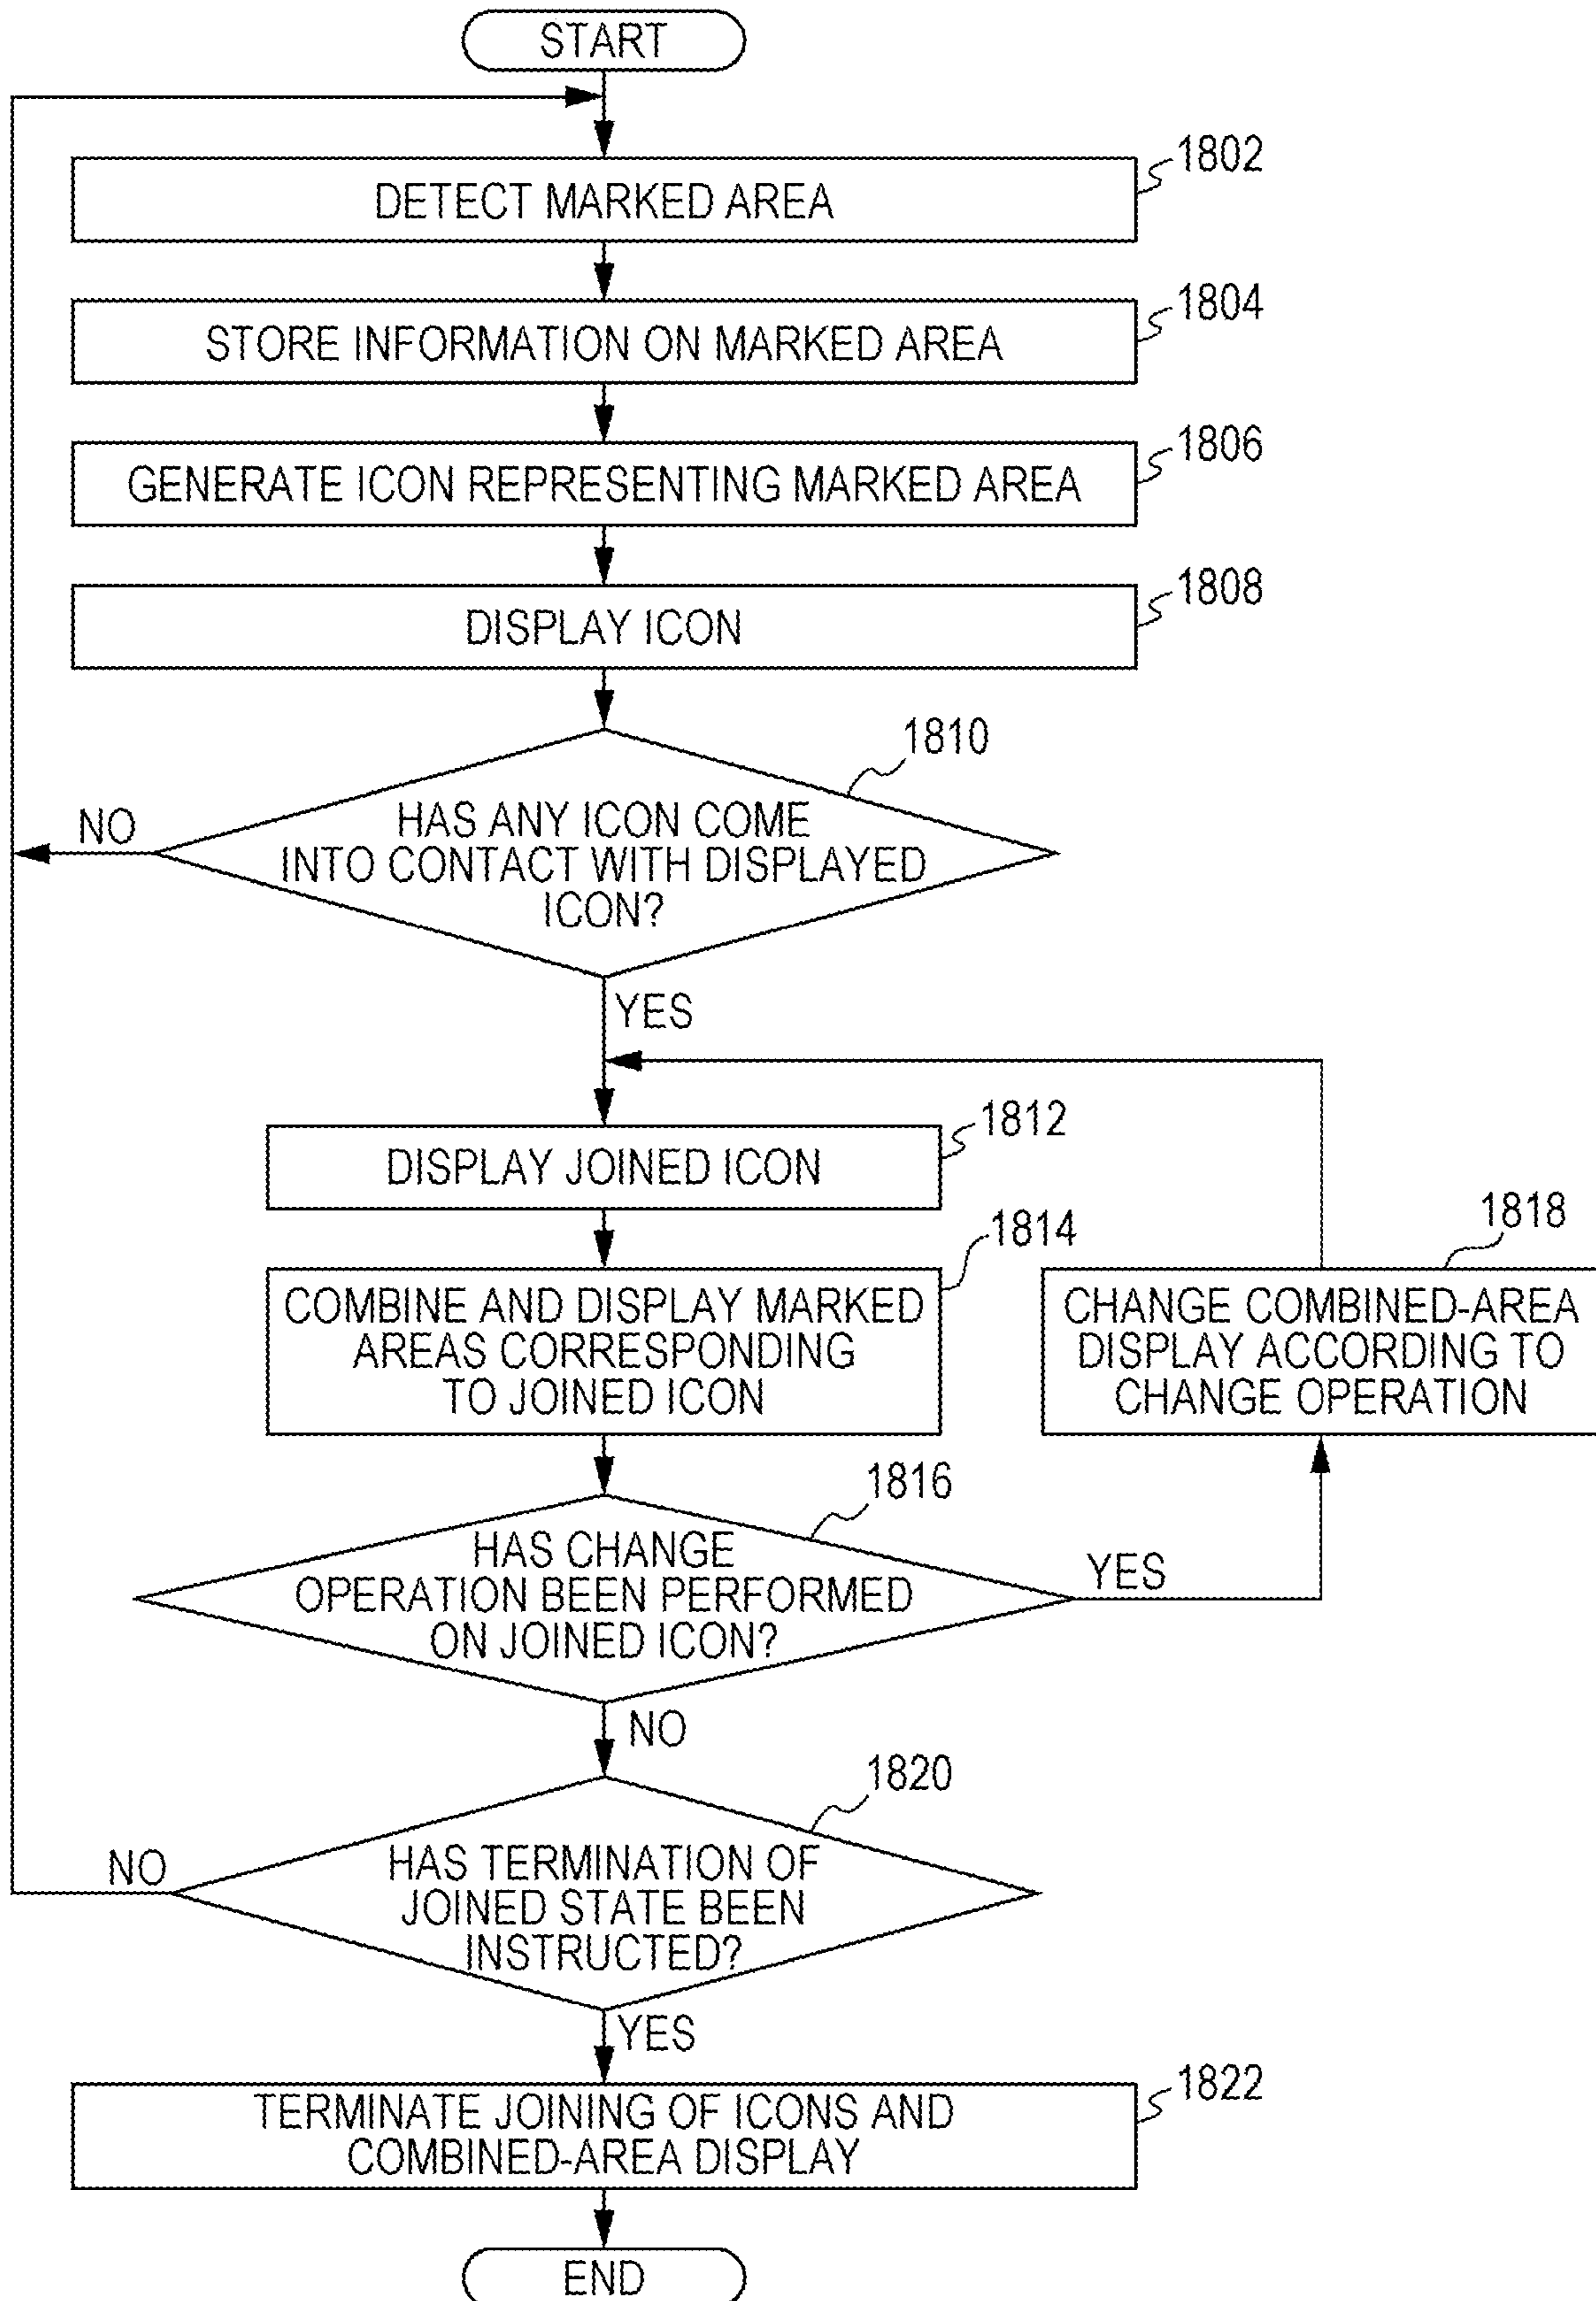 START
1802
DETECT MARKED AREA
1804
STORE INFORMATION ON MARKED AREA
1806
GENERATE ICON REPRESENTING MARKED AREA
1808
DISPLAY ICON
1810
HAS ANY ICON COME
INTO CONTACT WITH DISPLAYED
ICON?
NO
YES
1812
DISPLAY JOINED ICON
1814
COMBINE AND DISPLAY MARKED
AREAS CORRESPONDING
TO JOINED ICON
1818
CHANGE COMBINED-AREA
DISPLAY ACCORDING TO
CHANGE OPERATION
1816
HAS CHANGE
OPERATION BEEN PERFORMED
ON JOINED ICON?
YES
NO
1820
HAS TERMINATION OF
JOINED STATE BEEN
INSTRUCTED?
NO
YES
1822
TERMINATE JOINING OF ICONS AND
COMBINED-AREA DISPLAY
END